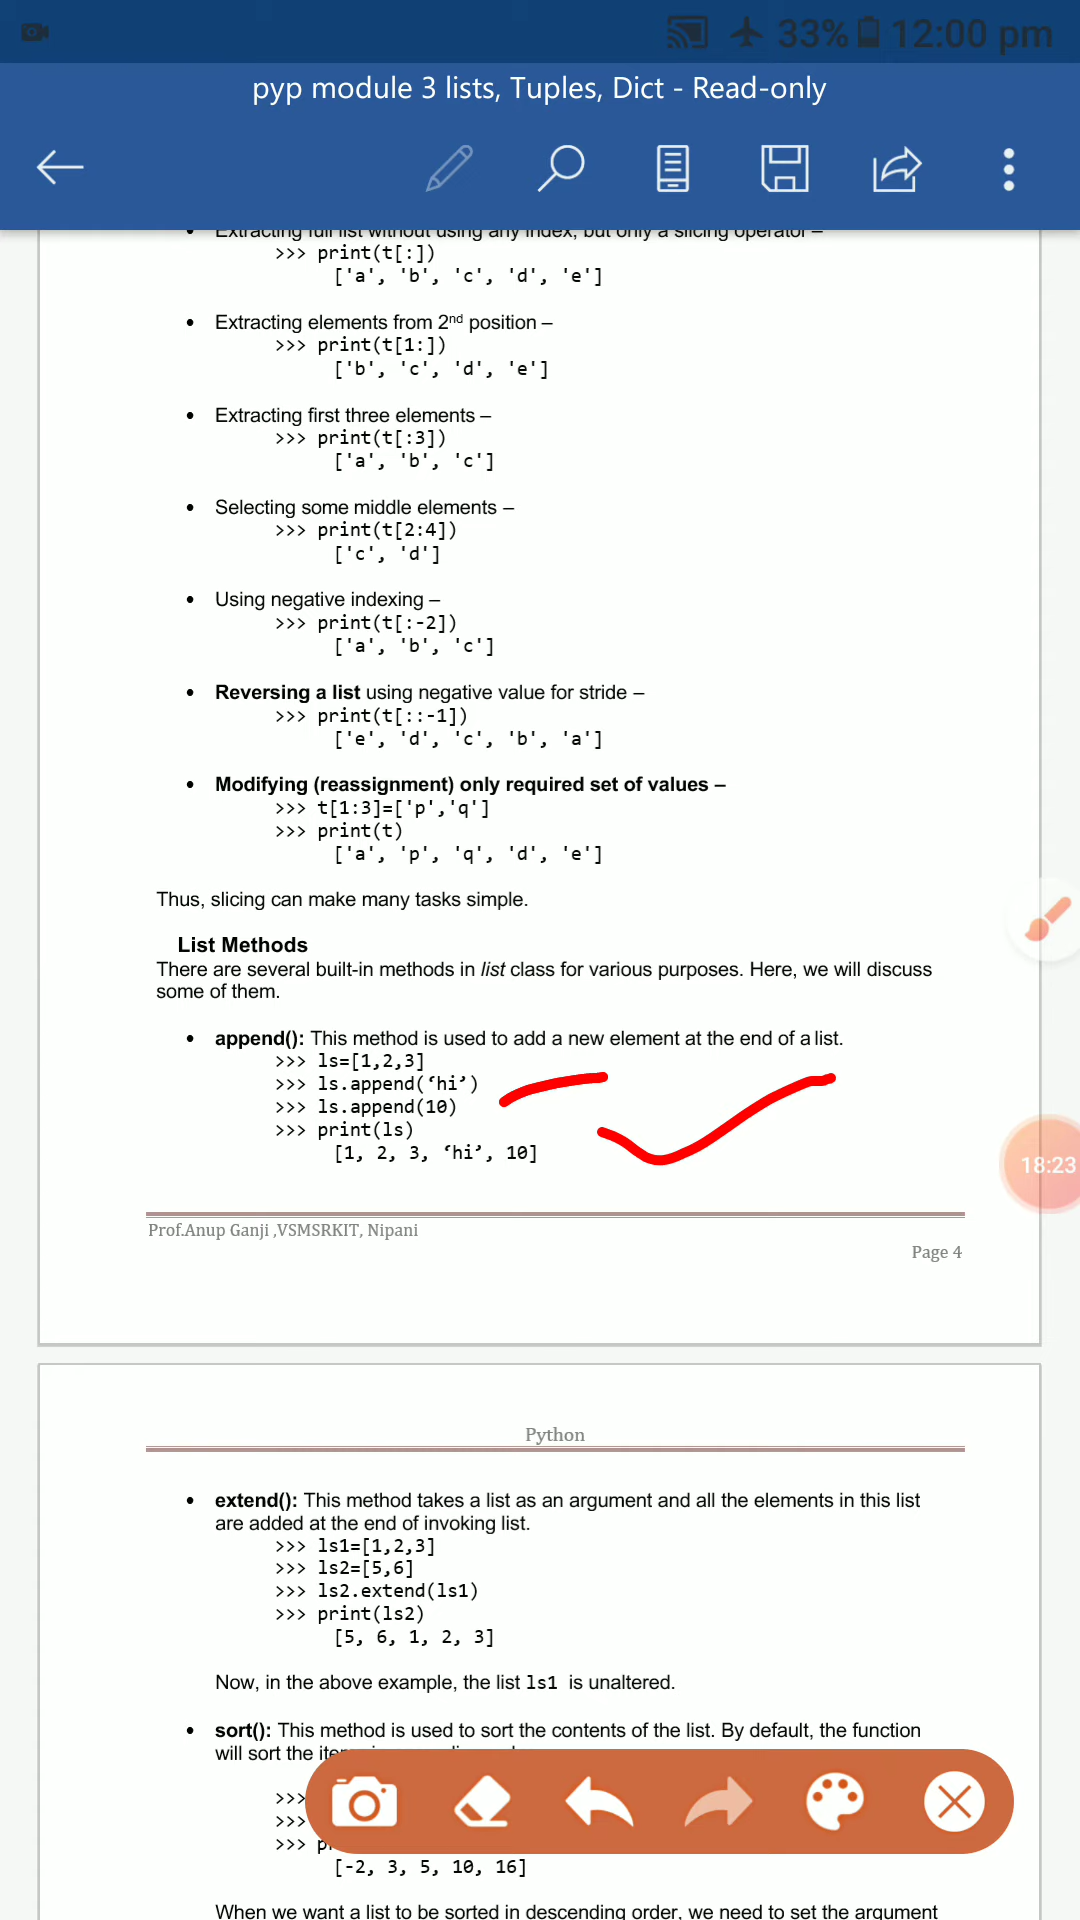 33% 12:00 pm
pyp module 3 lists, Tuples, Dict - Read-only
• Extracting full list without using any index, but only a slicing operator –
>>> print(t[:])
['a', 'b', 'c', 'd', 'e']
• Extracting elements from 2nd position –
>>> print(t[1:])
['b', 'c', 'd', 'e']
• Extracting first three elements –
>>> print(t[:3])
['a', 'b', 'c']
• Selecting some middle elements –
>>> print(t[2:4])
['c', 'd']
• Using negative indexing –
>>> print(t[:-2])
['a', 'b', 'c']
• Reversing a list using negative value for stride –
>>> print(t[::-1])
['e', 'd', 'c', 'b', 'a']
• Modifying (reassignment) only required set of values –
>>> t[1:3]=['p','q']
>>> print(t)
['a', 'p', 'q', 'd', 'e']
Thus, slicing can make many tasks simple.
List Methods
There are several built-in methods in list class for various purposes. Here, we will discuss
some of them.
• append(): This method is used to add a new element at the end of a list.
>>> ls=[1,2,3]
>>> ls.append(‘hi’)
>>> ls.append(10)
>>> print(ls)
[1, 2, 3, ‘hi’, 10]
18:23
Prof.Anup Ganji ,VSMSRKIT, Nipani
Page 4
Python
• extend(): This method takes a list as an argument and all the elements in this list
are added at the end of invoking list.
>>> ls1=[1,2,3]
>>> ls2=[5,6]
>>> ls2.extend(ls1)
>>> print(ls2)
[5, 6, 1, 2, 3]
Now, in the above example, the list ls1 is unaltered.
• sort(): This method is used to sort the contents of the list. By default, the function
will sort the
>>>
>>>
>>>
[-2, 3, 5, 10, 16]
When we want a list to be sorted in descending order, we need to set the argument